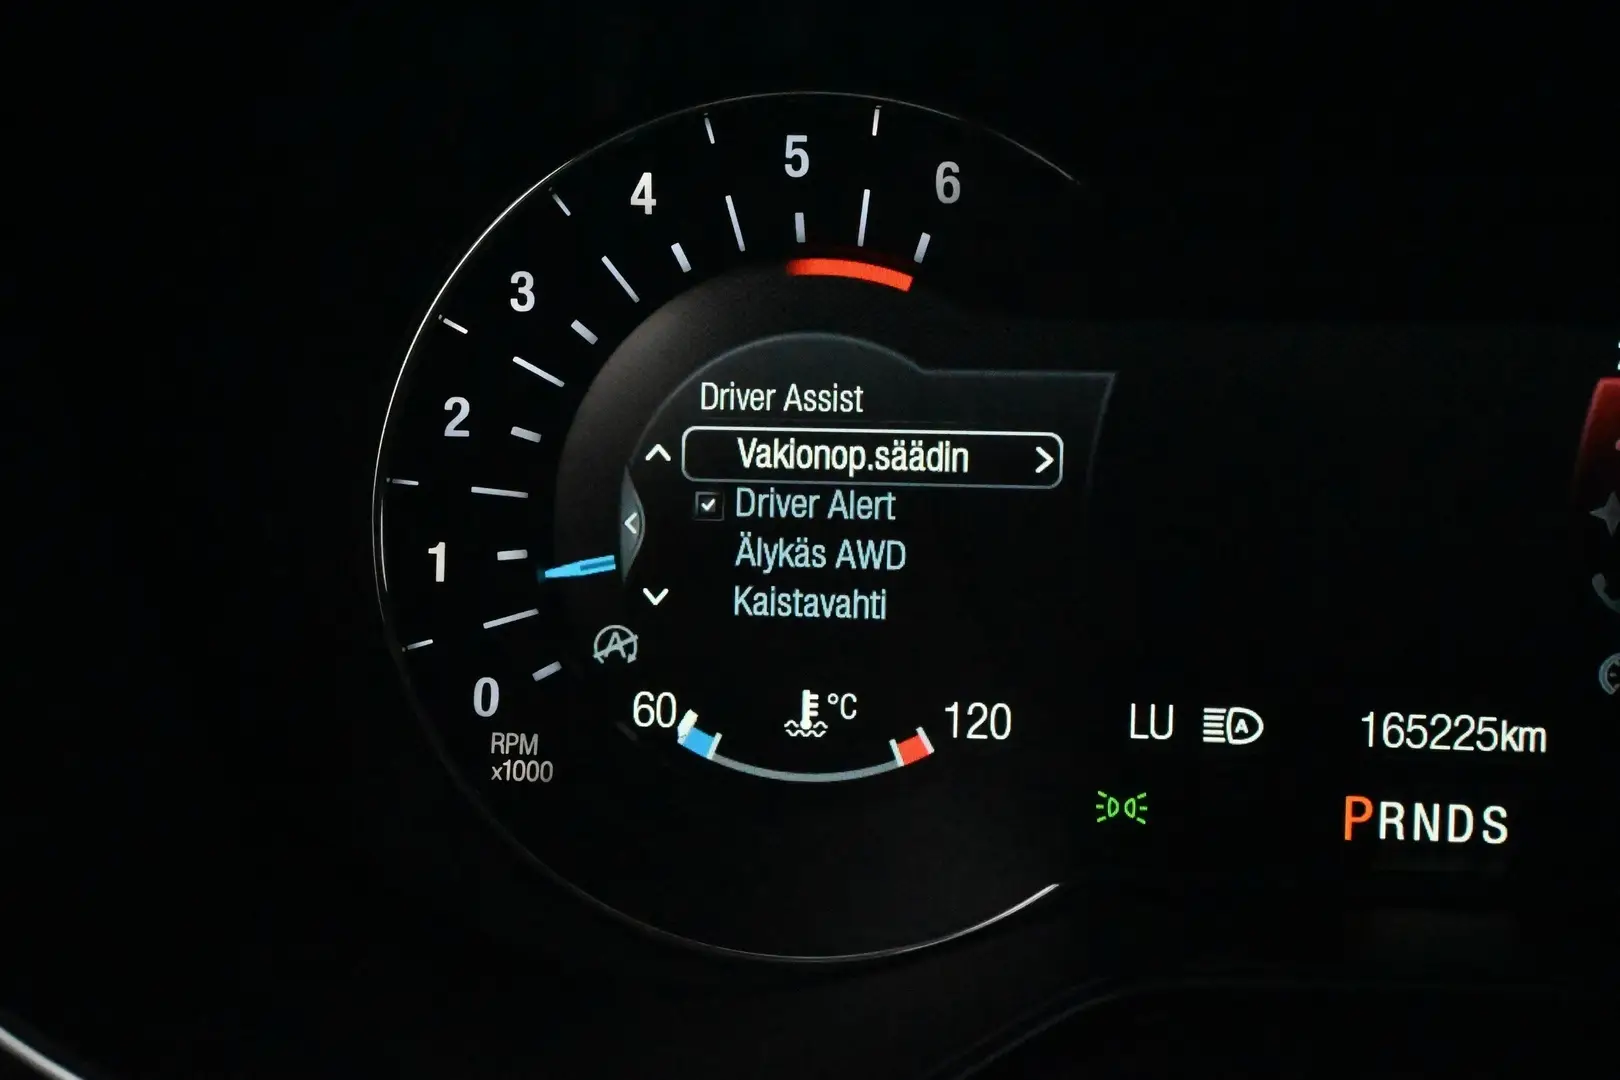 5
6
4
3
2
1
0
RPM
x1000
Driver Assist
Vakionop.säädin
Driver Alert
Älykäs AWD
Kaistavahti
A
60 °C 120
LU A 165225km
PRNDS